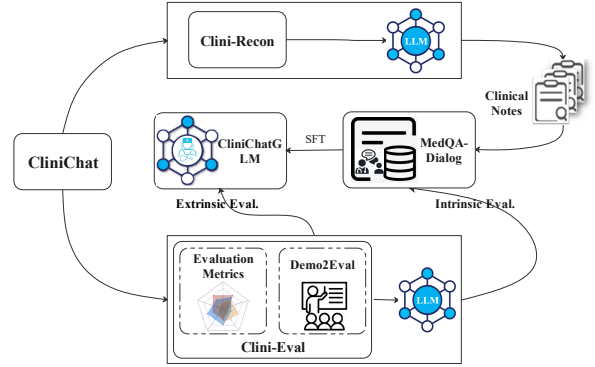 Clini-Recon
LLM
Clinical
Notes
CliniChatG
LM
SFT
MedQA-
Dialog
CliniChat
Extrinsic Eval.
Intrinsic Eval.
Evaluation
Metrics
Demo2Eval
LLM
Clini-Eval